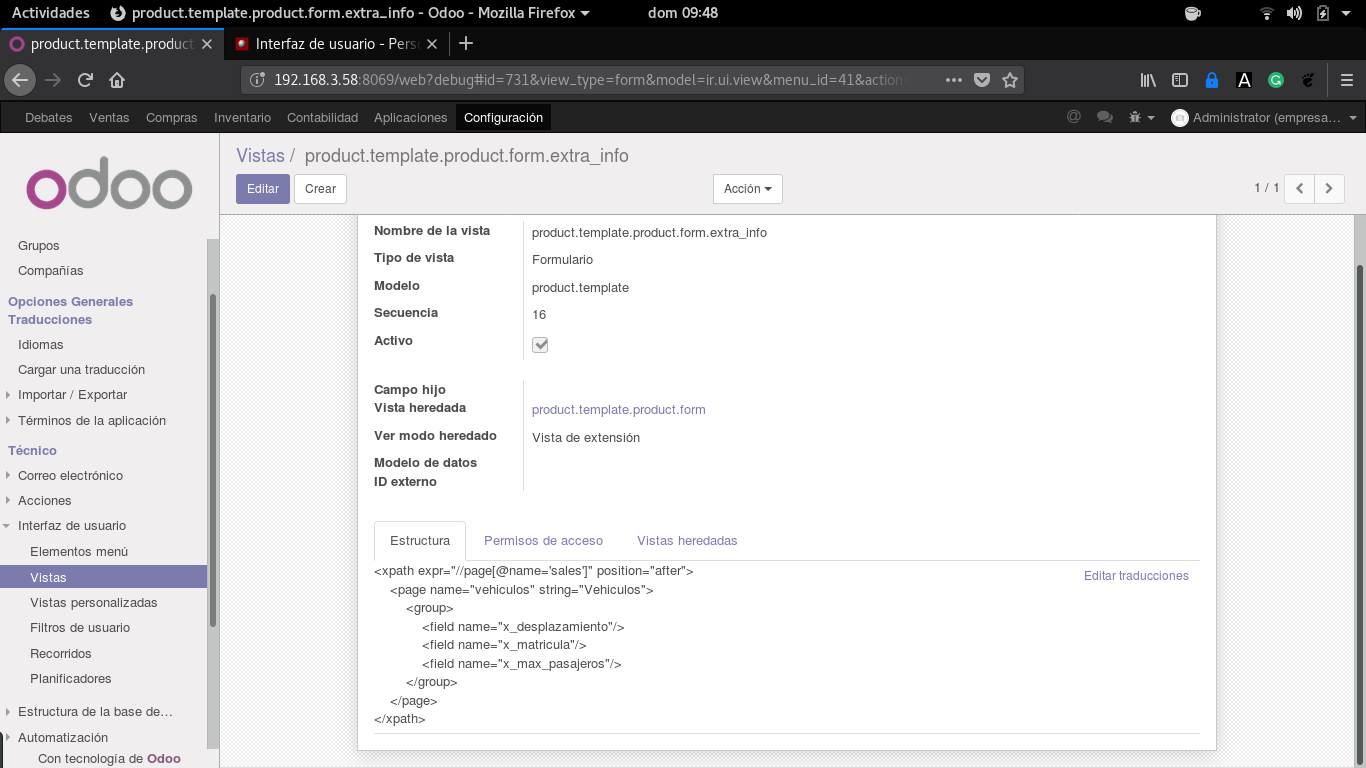 Actividades product.template.product.form.extra_info - Odoo - Mozilla Firefox dom 09:48
product.template.product Interfaz de usuario - Pers
192.168.3.58:8069/web?debug#id=731&view_type=form&model=ir.ui.view&menu_id=41&action
Debates Ventas Compras Inventario Contabilidad Aplicaciones Configuración @ Administrator (empresa…
odoo
Vistas / product.template.product.form.extra_info
Editar Crear Acción 1 / 1
Grupos
Compañías
Opciones Generales
Traducciones
Idiomas
Cargar una traducción
Importar / Exportar
Términos de la aplicación
Técnico
Correo electrónico
Acciones
Interfaz de usuario
Elementos menú
Vistas
Vistas personalizadas
Filtros de usuario
Recorridos
Planificadores
Estructura de la base de…
Automatización
Con tecnología de Odoo
Nombre de la vista product.template.product.form.extra_info
Tipo de vista Formulario
Modelo product.template
Secuencia 16
Activo
Campo hijo
Vista heredada product.template.product.form
Ver modo heredado Vista de extensión
Modelo de datos
ID externo
Estructura Permisos de acceso Vistas heredadas
Editar traducciones
<xpath expr="//page[@name='sales']" position="after">
<page name="vehiculos" string="Vehiculos">
<group>
<field name="x_desplazamiento"/>
<field name="x_matricula"/>
<field name="x_max_pasajeros"/>
</group>
</page>
</xpath>